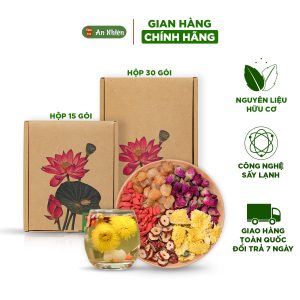 An Nhiên
GIAN HÀNG
CHÍNH HÃNG
HỘP 30 GÓI
HỘP 15 GÓI
NGUYÊN LIỆU
HỮU CƠ
CÔNG NGHỆ
SẤY LẠNH
GIAO HÀNG
TOÀN QUỐC
ĐỔI TRẢ 7 NGÀY